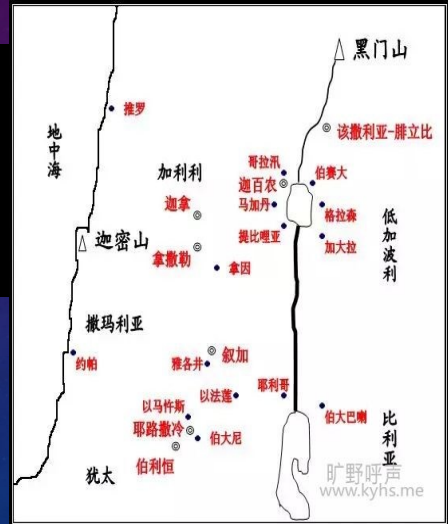 黑门山
推罗
地中海
该撒利亚-腓立比
哥拉汛
加利利
迦百农
伯赛大
迦拿
马加丹
格拉森
低加波利
提比哩亚
加大拉
迦密山
拿撒勒
拿因
撒玛利亚
约帕
叙加
雅各井
以法莲
耶利哥
伯大巴喇
以马忤斯
耶路撒冷
伯大尼
伯利恒
比利亚
犹太
旷野呼声
www.kyhs.me